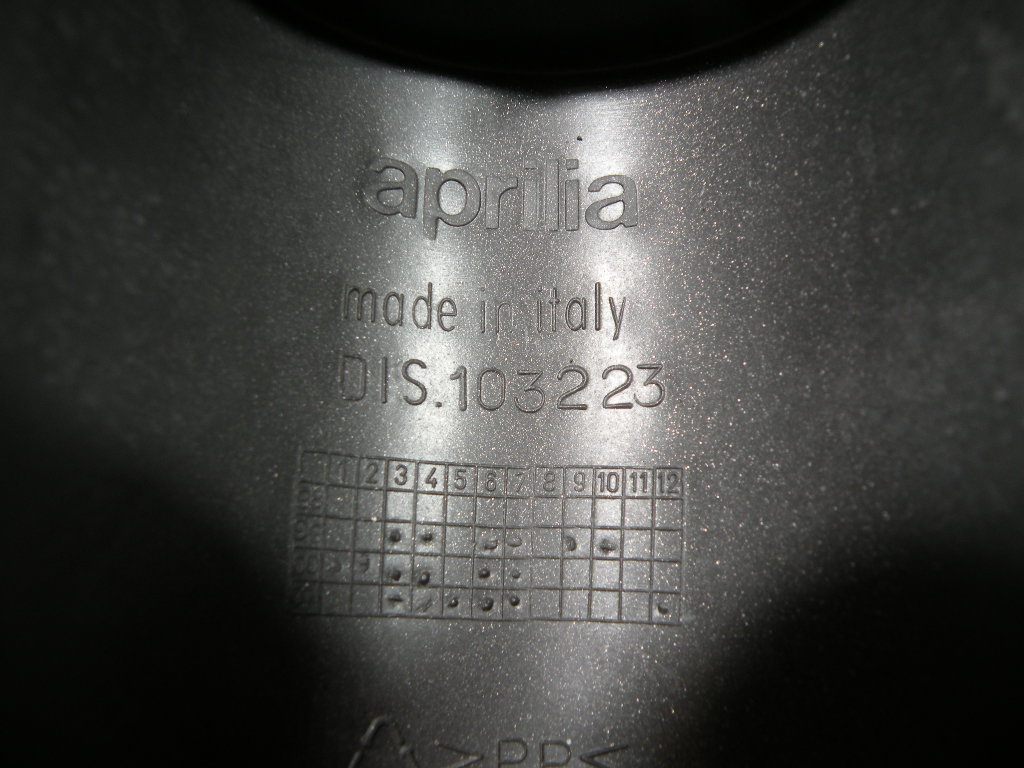 aprilia
made in italy
DIS.103223
1 2 3 4 5 6 7 8 9 10 11 12
>PP<